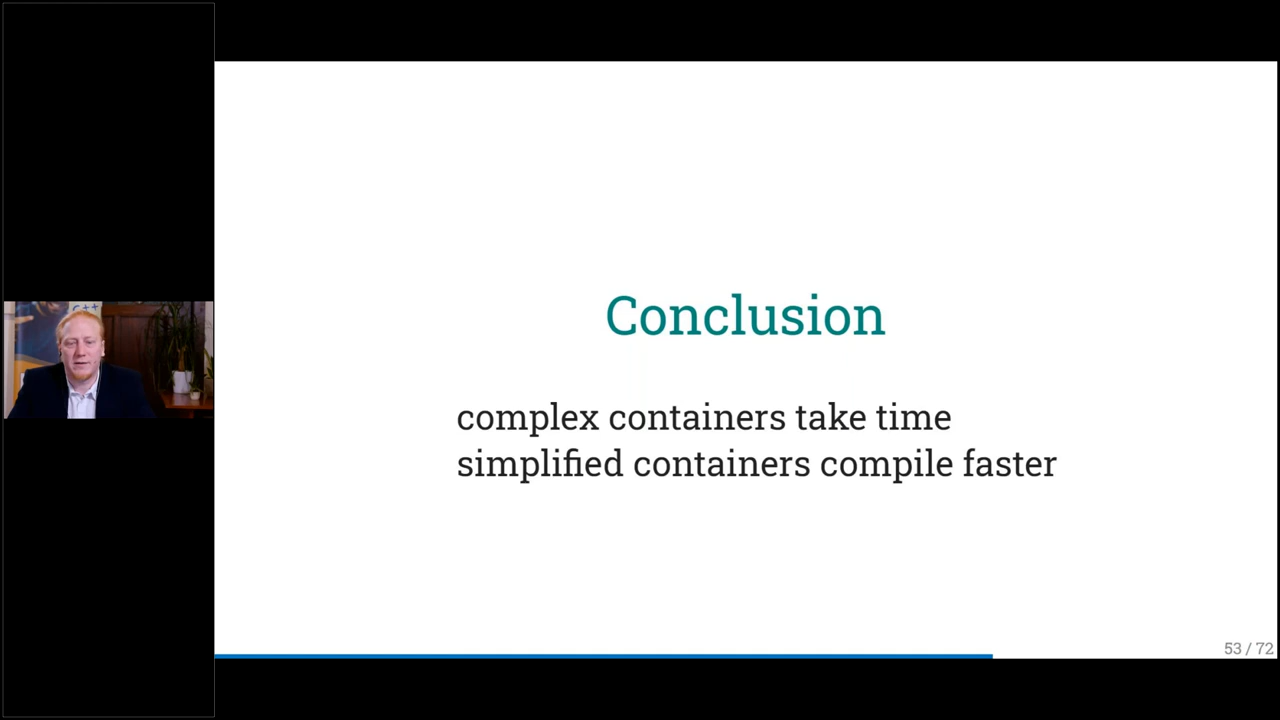 C++
Conclusion
complex containers take time
simplified containers compile faster
53 / 72